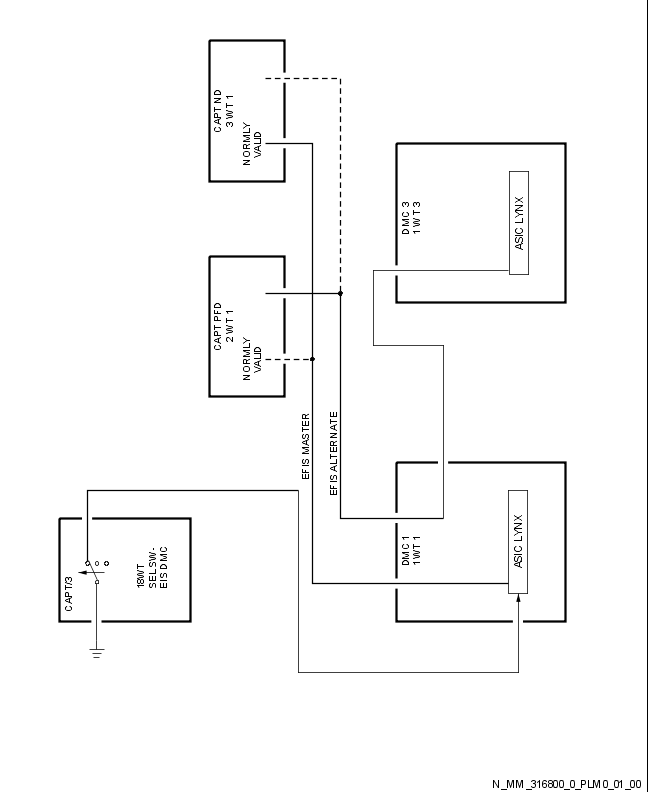 CAPT ND
3 WT 1
NORMLY
VALID
DMC 3
1 WT 3
ASIC LYNX
CAPT PFD
2 WT 1
NORMLY
VALID
EFIS MASTER
EFIS ALTERNATE
DMC 1
1 WT 1
ASIC LYNX
CAPT/3
18WT
SEL SW-
EIS DMC
N_MM_316800_0_PLM0_01_00